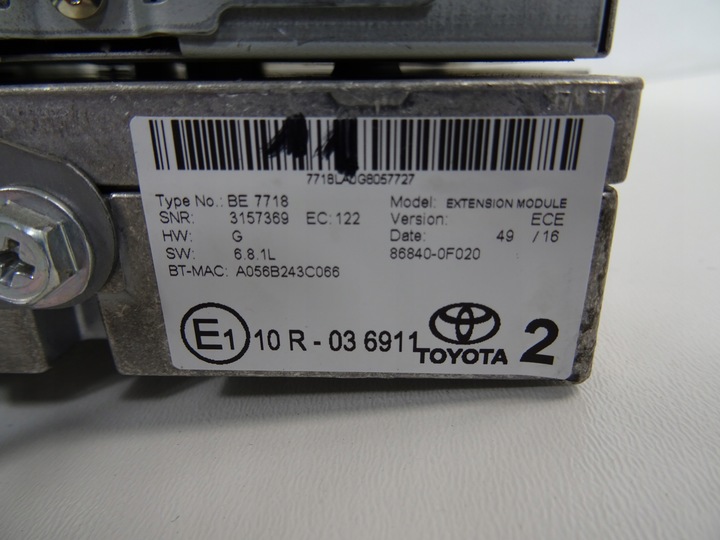 7718LA0G8057727
Type No.: BE 7718 Model: EXTENSION MODULE
SNR: 3157369 EC: 122 Version: ECE
HW: G Date: 49 / 16
SW: 6.8.1L 86840-0F020
BT-MAC: A056B243C066
E1 10 R - 03 6911 TOYOTA 2